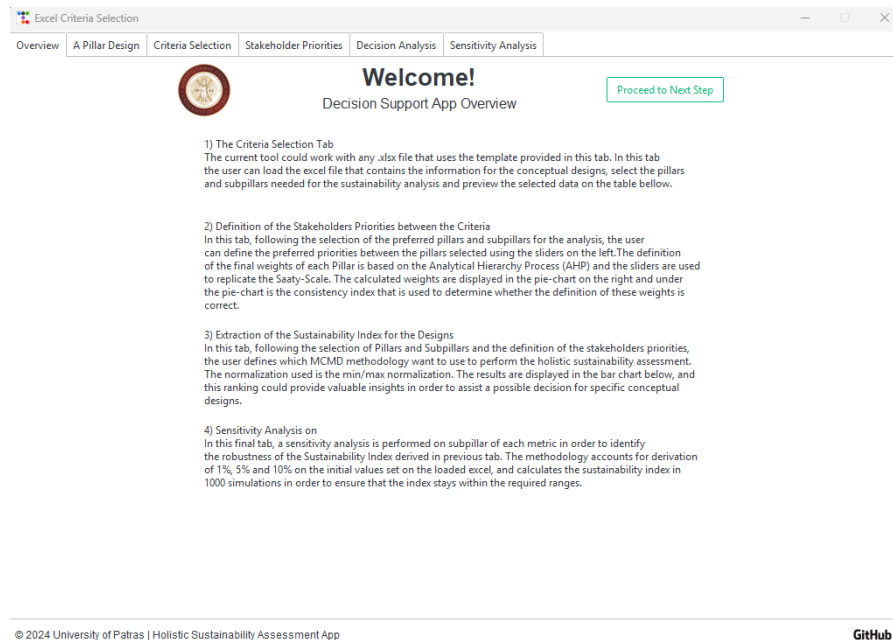 Excel Criteria Selection
Overview
A Pillar Design
Criteria Selection
Stakeholder Priorities
Decision Analysis
Sensitivity Analysis
Welcome!
Decision Support App Overview
Proceed to Next Step
1) The Criteria Selection Tab
The current tool could work with any .xlsx file that uses the template provided in this tab. In this tab
the user can load the excel file that contains the information for the conceptual designs, select the pillars
and subpillars needed for the sustainability analysis and preview the selected data on the table bellow.
2) Definition of the Stakeholders Priorities between the Criteria
In this tab, following the selection of the preferred pillars and subpillars for the analysis, the user
can define the preferred priorities between the pillars selected using the sliders on the left.The definition
of the final weights of each Pillar is based on the Analytical Hierarchy Process (AHP) and the sliders are used
to replicate the Saaty-Scale. The calculated weights are displayed in the pie-chart on the right and under
the pie-chart is the consistency index that is used to determine whether the definition of these weights is
correct.
3) Extraction of the Sustainability Index for the Designs
In this tab, following the selection of Pillars and Subpillars and the definition of the stakeholders priorities,
the user defines which MCMD methodology want to use to perform the holistic sustainability assessment.
The normalization used is the min/max normalization. The results are displayed in the bar chart below, and
this ranking could provide valuable insights in order to assist a possible decision for specific conceptual
designs.
4) Sensitivity Analysis on
In this final tab, a sensitivity analysis is performed on subpillar of each metric in order to identify
the robustness of the Sustainability Index derived in previous tab. The methodology accounts for derivation
of 1%, 5% and 10% on the initial values set on the loaded excel, and calculates the sustainability index in
1000 simulations in order to ensure that the index stays within the required ranges.
© 2024 University of Patras | Holistic Sustainability Assessment App
GitHub